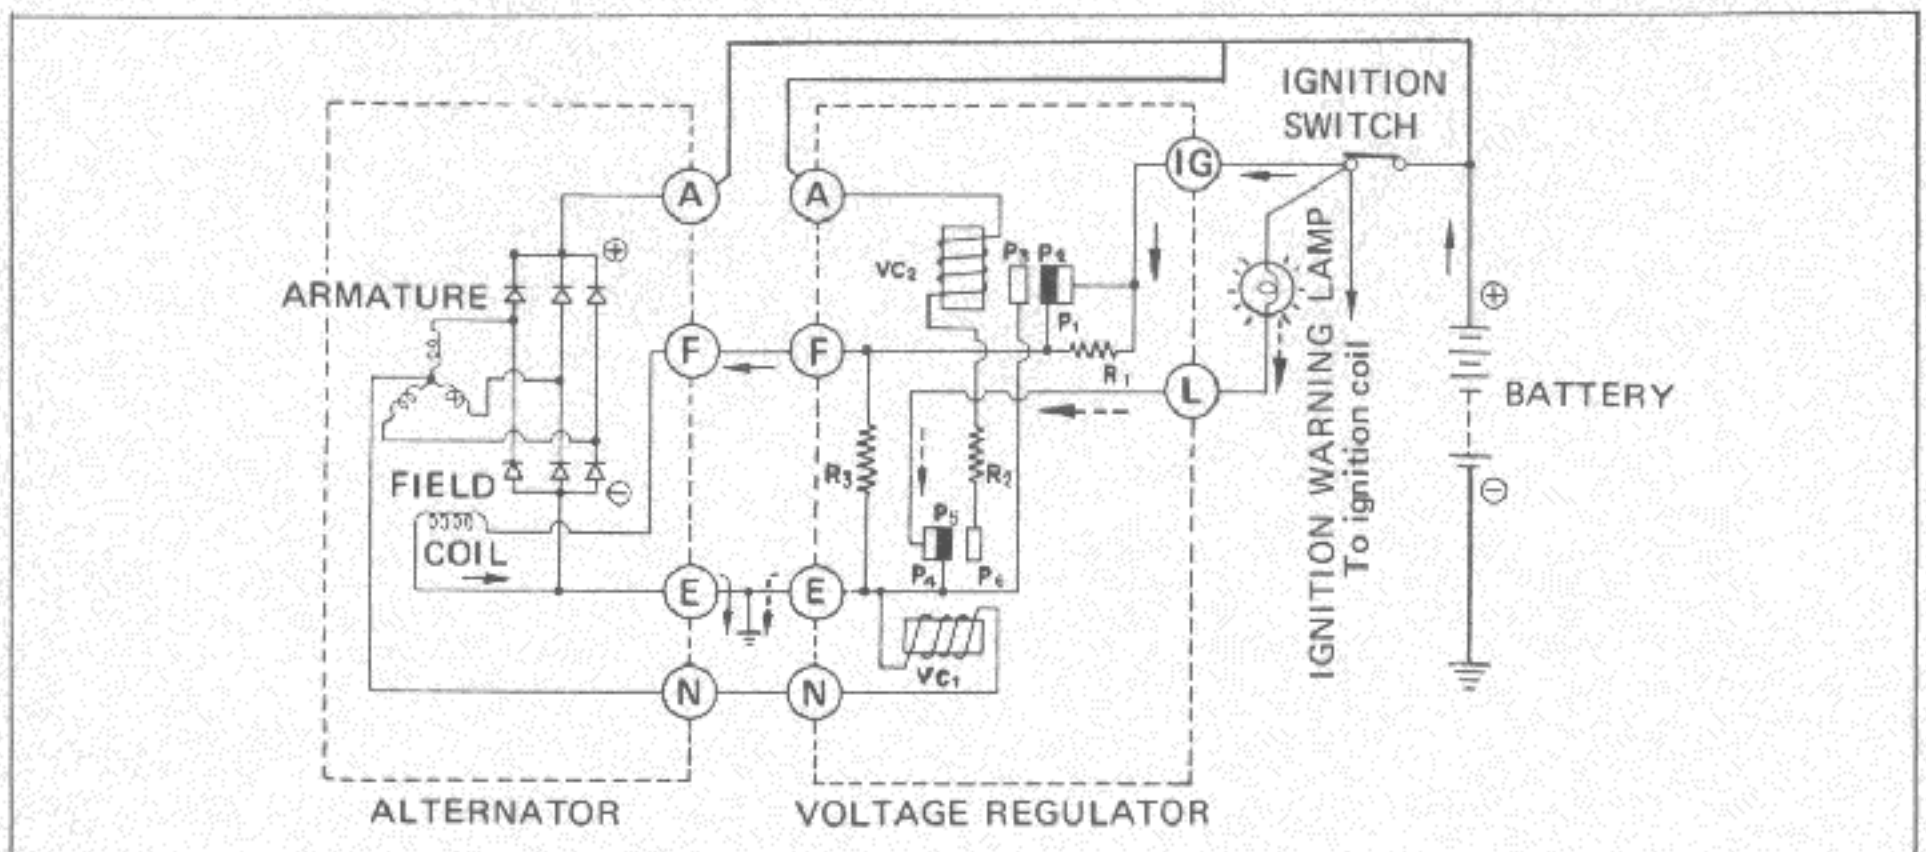 IGNITION
SWITCH
IG
A
A
P3
P2
VC2
ARMATURE
P1
F
F
R1
L
IGNITION WARNING LAMP
To ignition coil
BATTERY
R3
R2
FIELD
COIL
P5
P4
P6
E
E
VC1
N
N
ALTERNATOR
VOLTAGE REGULATOR